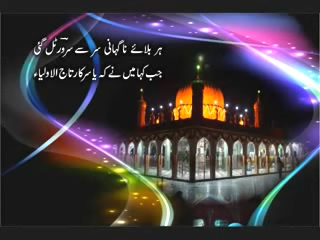 ہر بلائے ناگہانی سر سے سرور ٹل گئی
جب کہا میں نے کہ یا سرکار تاج الاولیاء